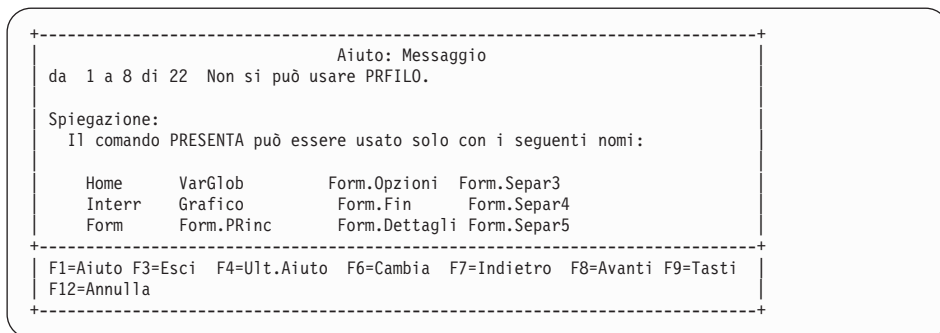 Aiuto: Messaggio
da 1 a 8 di 22 Non si può usare PRFILO.
Spiegazione:
Il comando PRESENTA può essere usato solo con i seguenti nomi:
Home VarGlob Form.Opzioni Form.Separ3
Interr Grafico Form.Fin Form.Separ4
Form Form.PRinc Form.Dettagli Form.Separ5
F1=Aiuto F3=Esci F4=Ult.Aiuto F6=Cambia F7=Indietro F8=Avanti F9=Tasti
F12=Annulla